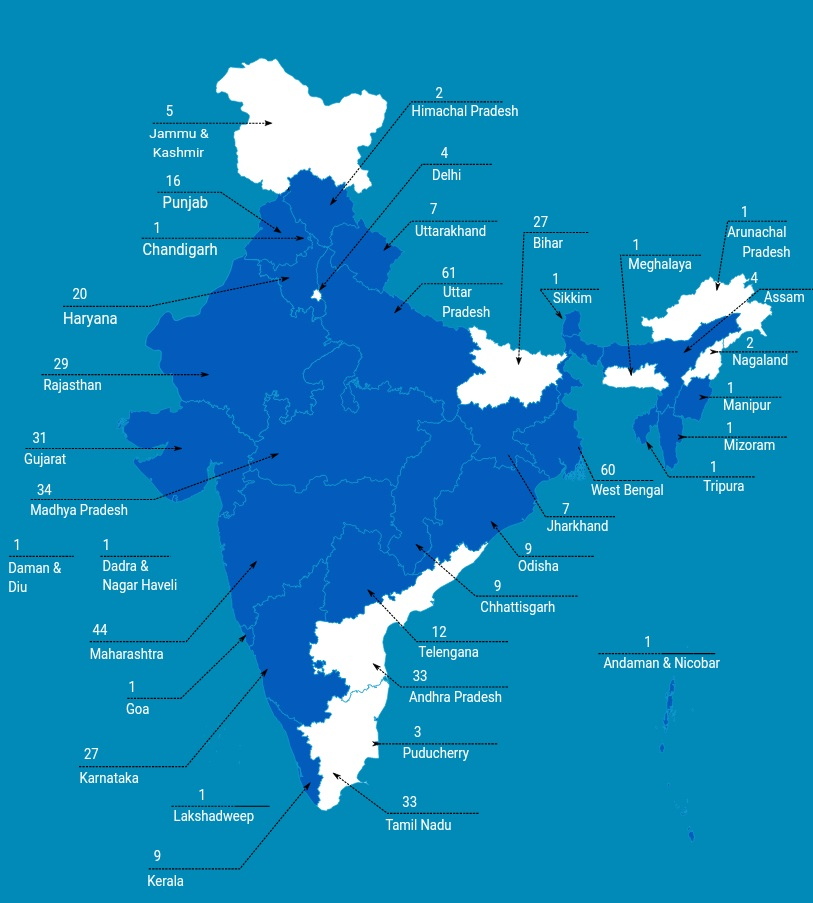 2
Himachal Pradesh
5
Jammu &
Kashmir
4
Delhi
16
Punjab
7
Uttarakhand
1
Chandigarh
27
Bihar
1
Arunachal
Pradesh
1
Meghalaya
61
Uttar
Pradesh
1
Sikkim
4
Assam
20
Haryana
2
Nagaland
29
Rajasthan
1
Manipur
1
Mizoram
31
Gujarat
1
Tripura
60
West Bengal
34
Madhya Pradesh
7
Jharkhand
1
Daman &
Diu
1
Dadra &
Nagar Haveli
9
Odisha
9
Chhattisgarh
44
Maharashtra
12
Telengana
1
Andaman & Nicobar
33
Andhra Pradesh
1
Goa
3
Puducherry
27
Karnataka
1
Lakshadweep
33
Tamil Nadu
9
Kerala